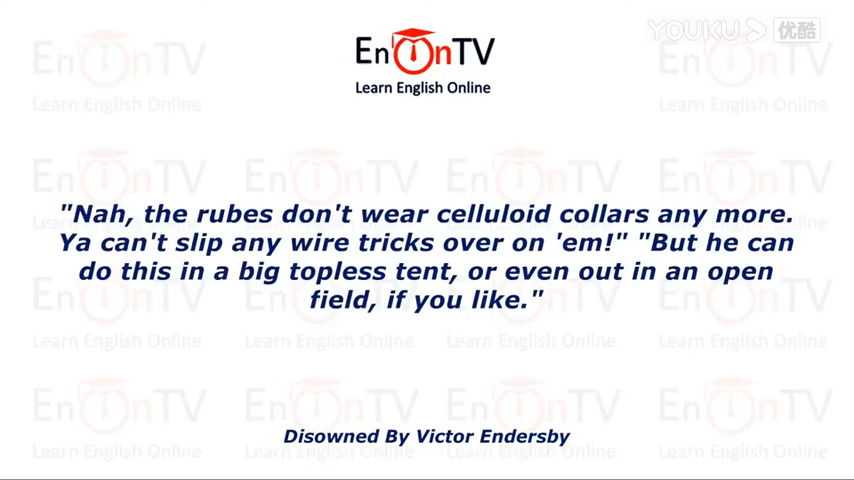 YOUKU 优酷
EnOnTV
Learn English Online
"Nah, the rubes don't wear celluloid collars any more.
Ya can't slip any wire tricks over on 'em!" "But he can
do this in a big topless tent, or even out in an open
field, if you like."
Disowned By Victor Endersby